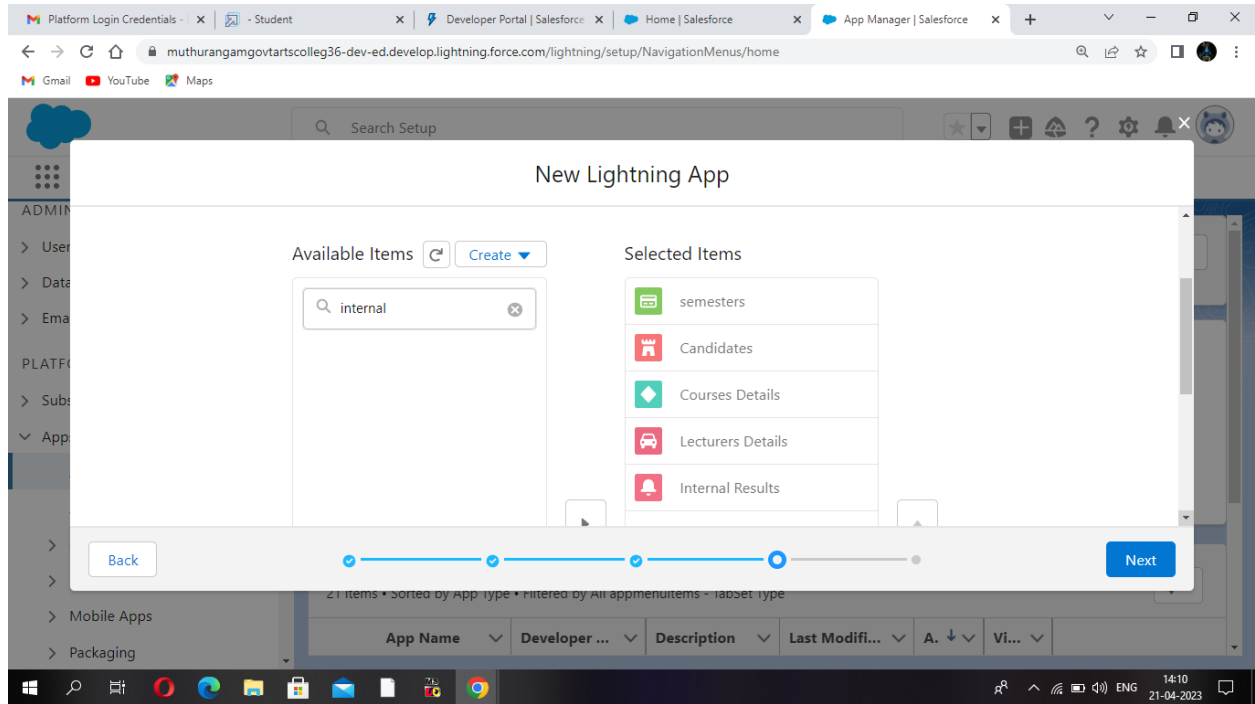 Platform Login Credentials -
- Student
Developer Portal | Salesforce
Home | Salesforce
App Manager | Salesforce
muthurangamgovtartscolleg36-dev-ed.develop.lightning.force.com/lightning/setup/NavigationMenus/home
Gmail YouTube Maps
Search Setup
New Lightning App
ADMIN
User
Data
Ema
PLATF
Subs
App
Available Items Create
Selected Items
internal
semesters
Candidates
Courses Details
Lecturers Details
Internal Results
Back
Next
21 Items • Sorted by App Type • Filtered by All appmenuitems - TabSet Type
Mobile Apps
Packaging
App Name Developer ... Description Last Modifi... A. Vi...
ENG
14:10
21-04-2023